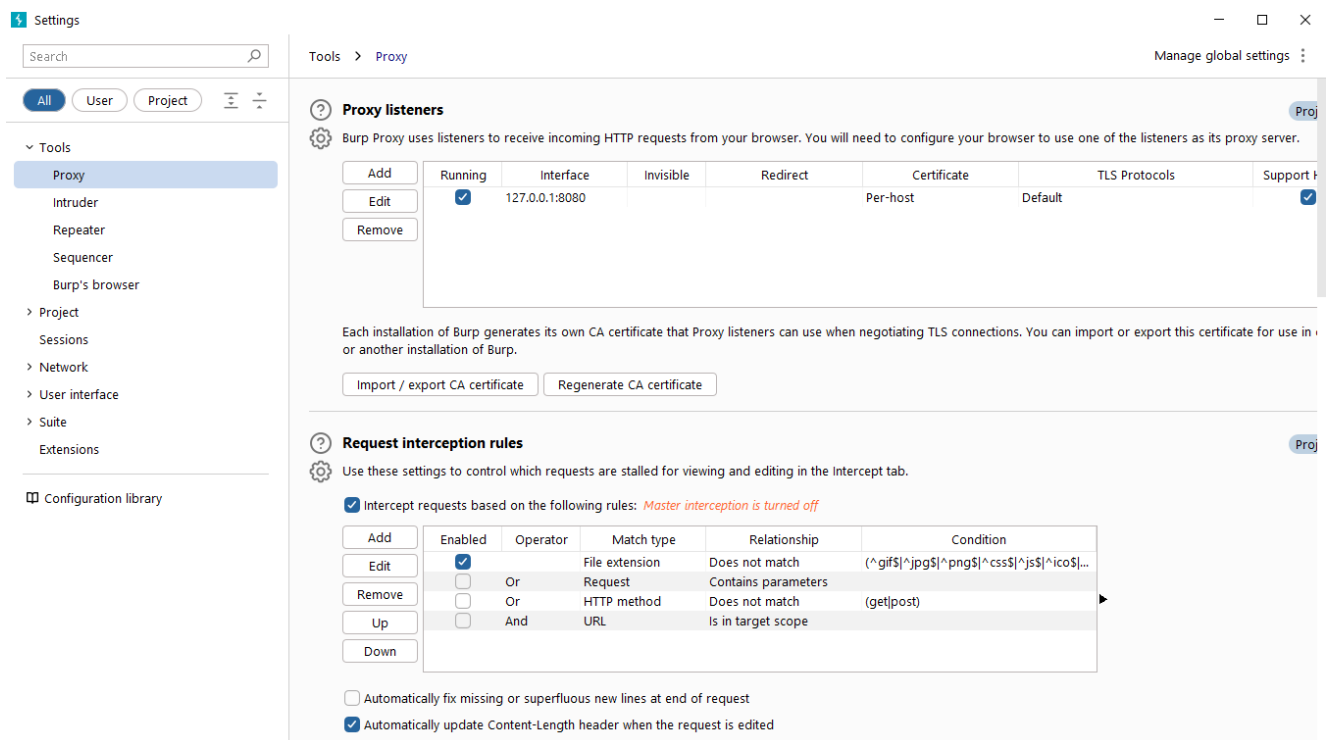 Settings
Search
All User Project
Tools
Proxy
Intruder
Repeater
Sequencer
Burp's browser
Project
Sessions
Network
User interface
Suite
Extensions
Configuration library
Tools > Proxy
Manage global settings
Proxy listeners
Proj
Burp Proxy uses listeners to receive incoming HTTP requests from your browser. You will need to configure your browser to use one of the listeners as its proxy server.
Add
Edit
Remove
Running Interface Invisible Redirect Certificate TLS Protocols Support H
127.0.0.1:8080 Per-host Default
Each installation of Burp generates its own CA certificate that Proxy listeners can use when negotiating TLS connections. You can import or export this certificate for use in
or another installation of Burp.
Import / export CA certificate Regenerate CA certificate
Request interception rules
Proj
Use these settings to control which requests are stalled for viewing and editing in the Intercept tab.
Intercept requests based on the following rules: Master interception is turned off
Add
Edit
Remove
Up
Down
Enabled Operator Match type Relationship Condition
File extension Does not match (^gif$|^jpg$|^png$|^css$|^js$|^ico$|...
Or Request Contains parameters
Or HTTP method Does not match (get|post)
And URL Is in target scope
Automatically fix missing or superfluous new lines at end of request
Automatically update Content-Length header when the request is edited